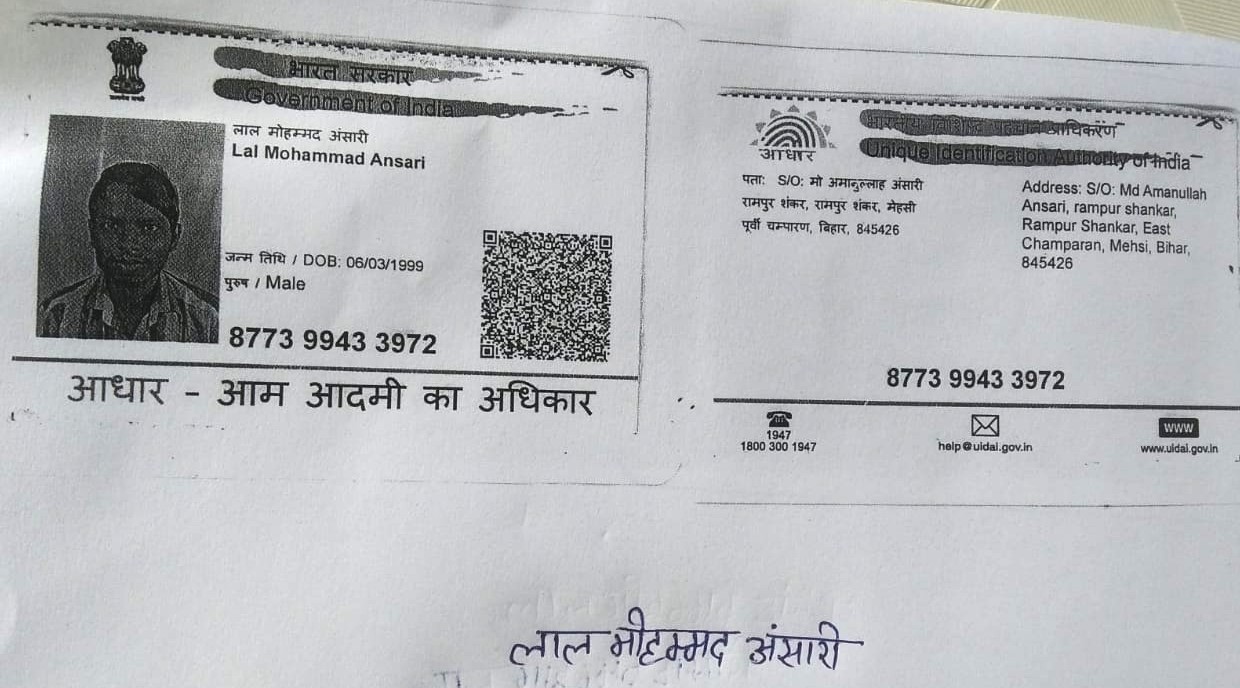 भारत सरकार
Government of India
लाल मोहम्मद अंसारी
Lal Mohammad Ansari
जन्म तिथि / DOB: 06/03/1999
पुरुष / Male
8773 9943 3972
आधार - आम आदमी का अधिकार
प्राधिकरण
Unique Identification Authority of India
आधार
पता: S/O: मो अमानुल्लाह अंसारी
रामपुर शंकर, रामपुर शंकर, मेहसी
पूर्वी चम्पारण, बिहार, 845426
Address: S/O: Md Amanullah
Ansari, rampur shankar,
Rampur Shankar, East
Champaran, Mehsi, Bihar,
845426
8773 9943 3972
1947
1800 300 1947
help@uidai.gov.in
WWW
www.uidai.gov.in
लाल मोहम्मद अंसारी